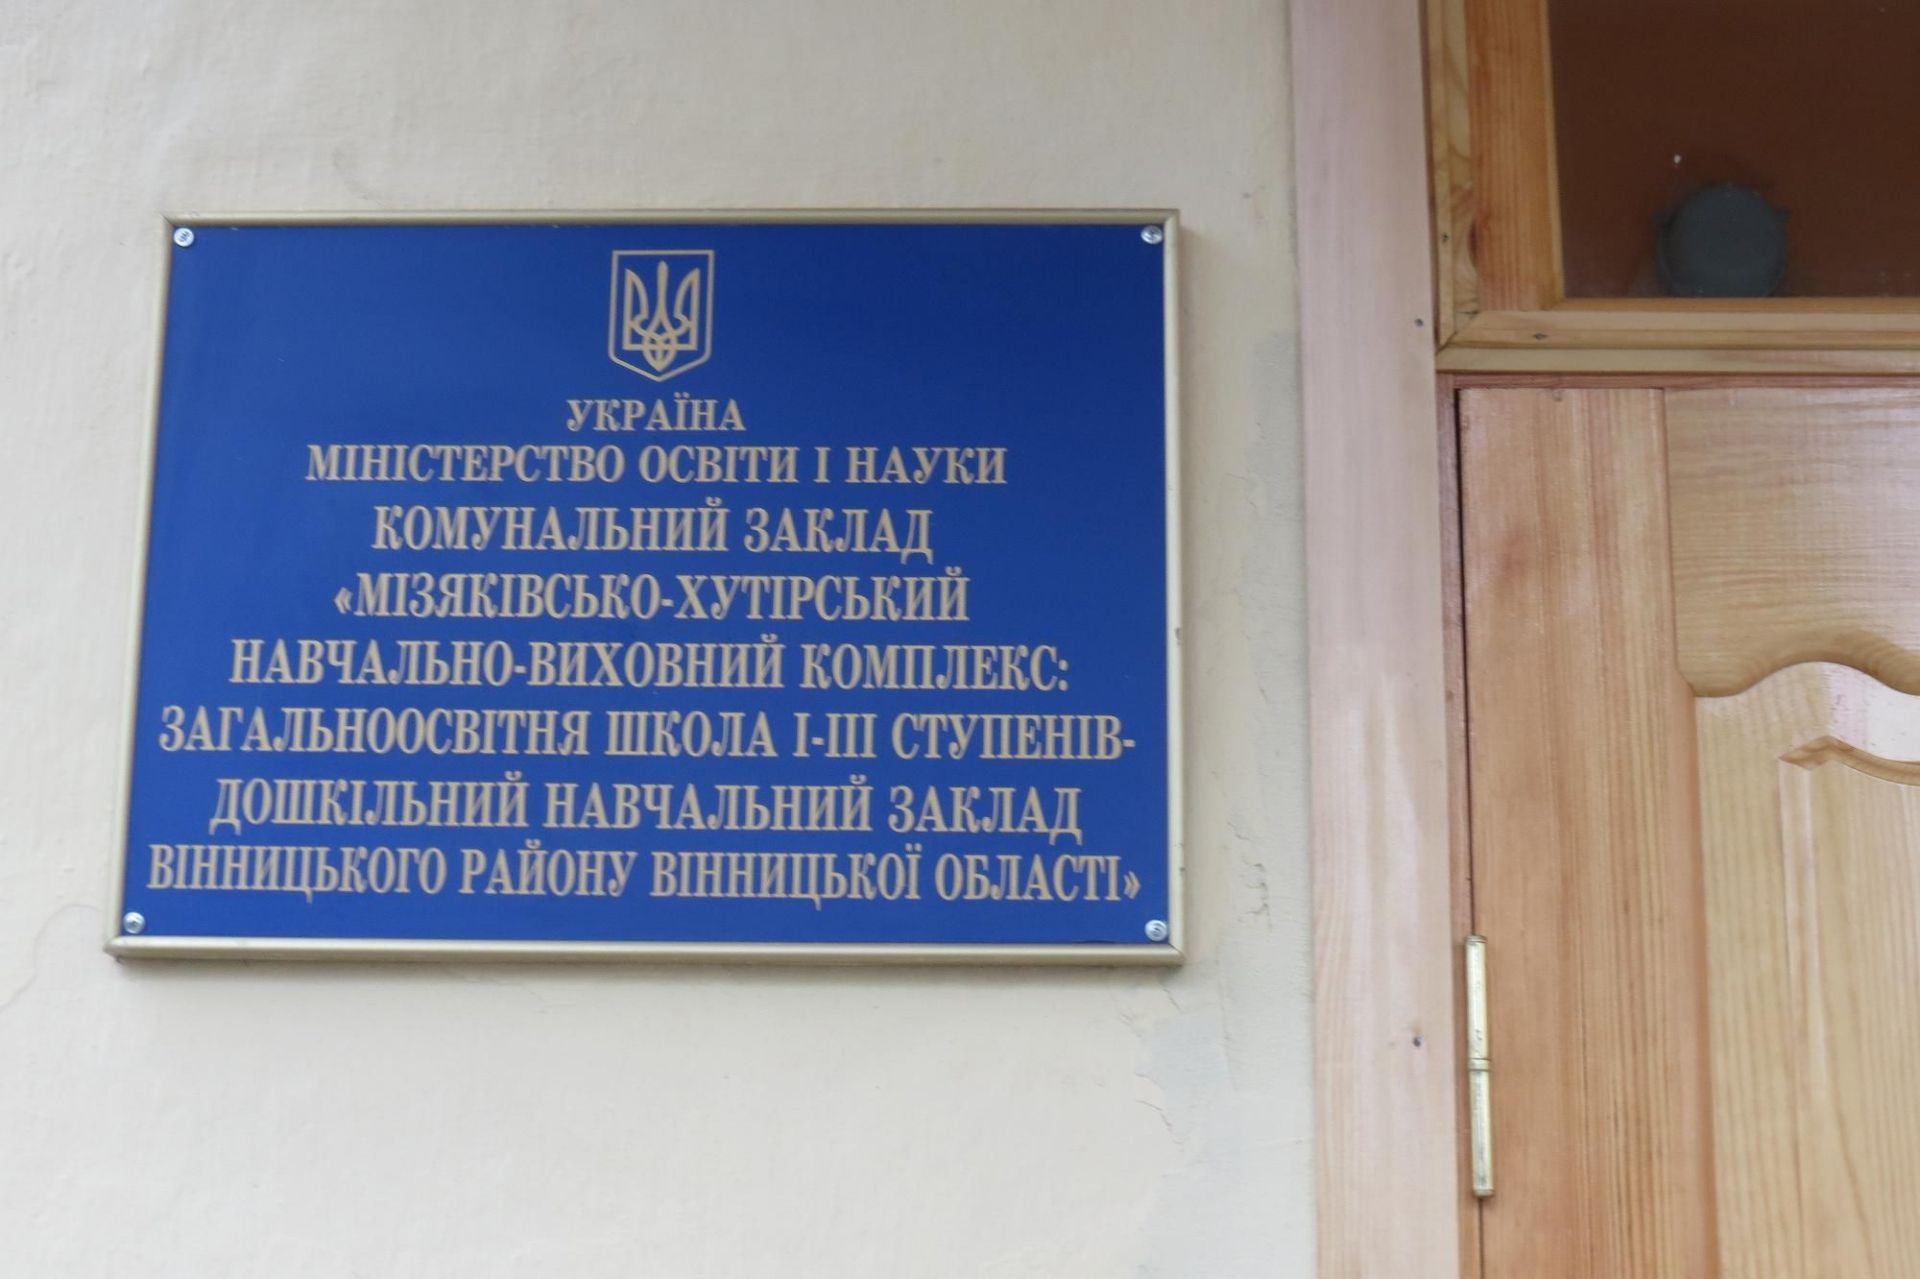 УКРАЇНА
МІНІСТЕРСТВО ОСВІТИ І НАУКИ
КОМУНАЛЬНИЙ ЗАКЛАД
«МІЗЯКІВСЬКО-ХУТІРСЬКИЙ
НАВЧАЛЬНО-ВИХОВНИЙ КОМПЛЕКС:
ЗАГАЛЬНООСВІТНЯ ШКОЛА І-ІІІ СТУПЕНІВ-
ДОШКІЛЬНИЙ НАВЧАЛЬНИЙ ЗАКЛАД
ВІННИЦЬКОГО РАЙОНУ ВІННИЦЬКОЇ ОБЛАСТІ»